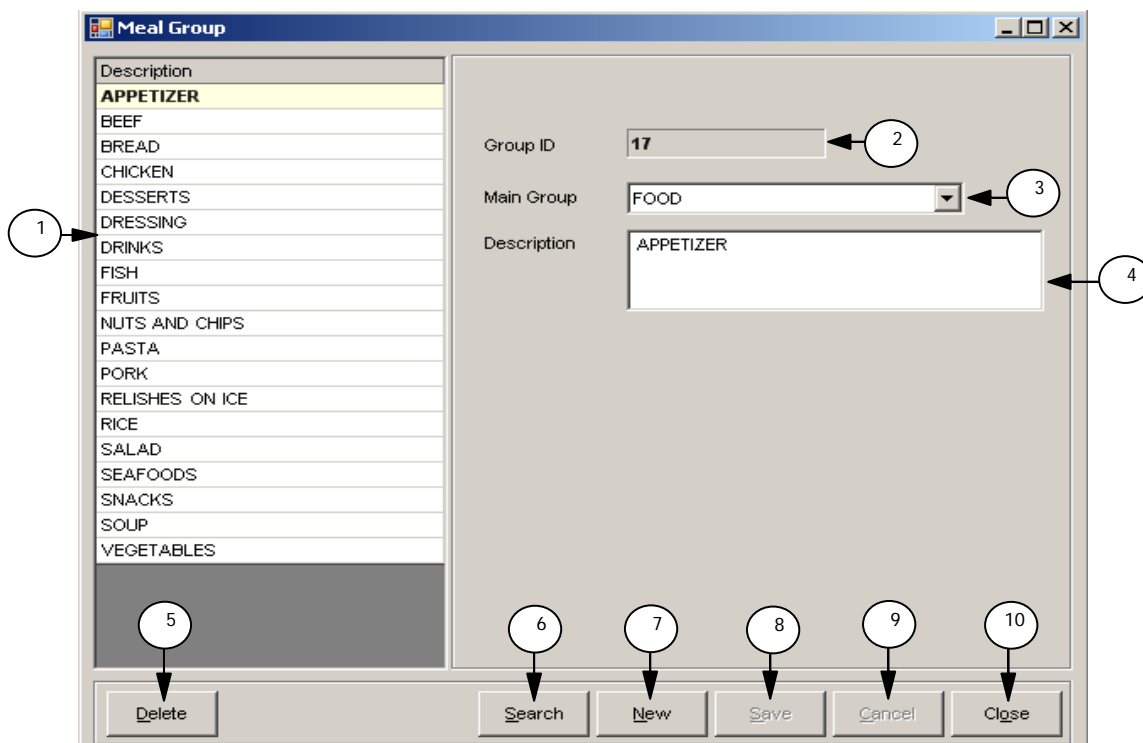 Meal Group
Description
APPETIZER
BEEF
BREAD
CHICKEN
DESSERTS
DRESSING
DRINKS
FISH
FRUITS
NUTS AND CHIPS
PASTA
PORK
RELISHES ON ICE
RICE
SALAD
SEAFOODS
SNACKS
SOUP
VEGETABLES
1
Group ID 17 2
Main Group FOOD 3
Description APPETIZER 4
5 6 7 8 9 10
Delete Search New Save Cancel Close